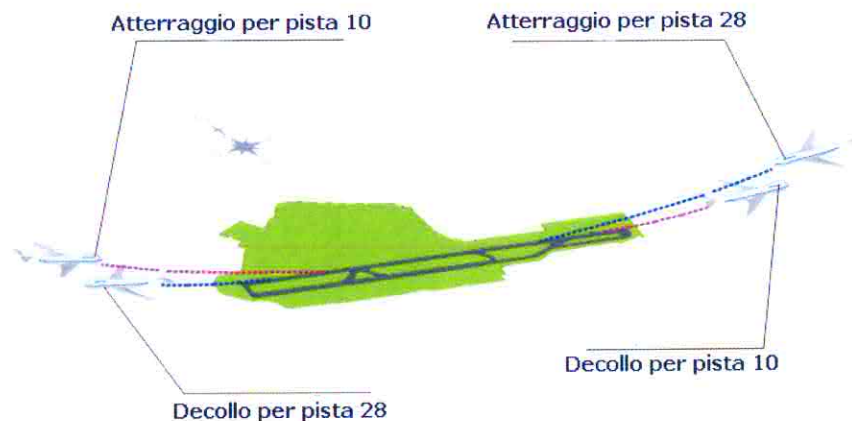 Atterraggio per pista 10
Atterraggio per pista 28
Decollo per pista 10
Decollo per pista 28